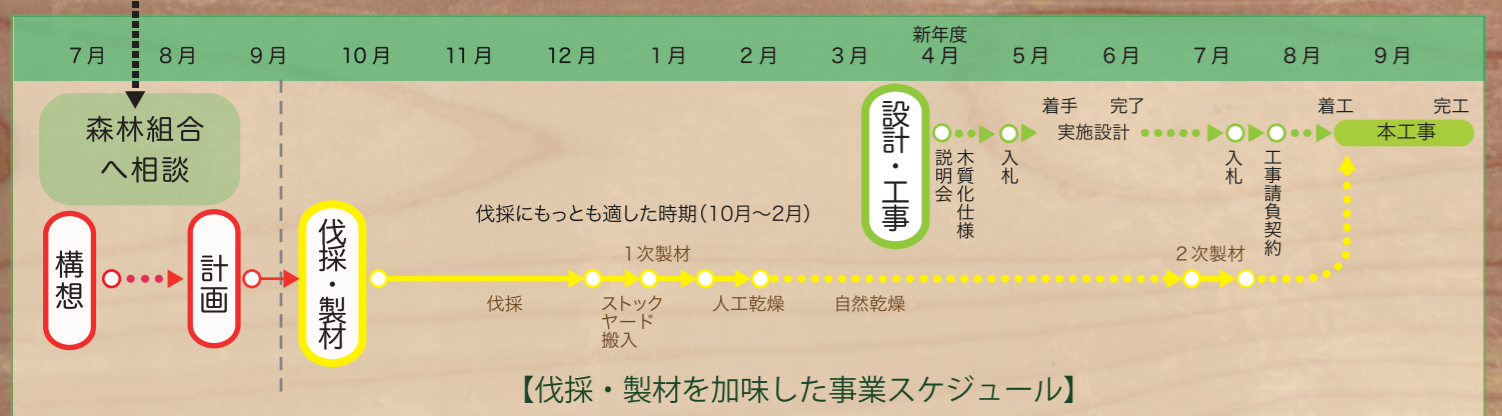 新年度
7月 8月 9月 10月 11月 12月 1月 2月 3月 4月 5月 6月 7月 8月 9月
森林組合
へ相談
構想
計画
伐採・製材
伐採にもっとも適した時期(10月〜2月)
伐採
ストック
ヤード
搬入
1次製材
人工乾燥
自然乾燥
2次製材
設計・工事
木質化仕様
説明会
入札
着手
完了
実施設計
入札
工事請負契約
着工
完工
本工事
【伐採・製材を加味した事業スケジュール】